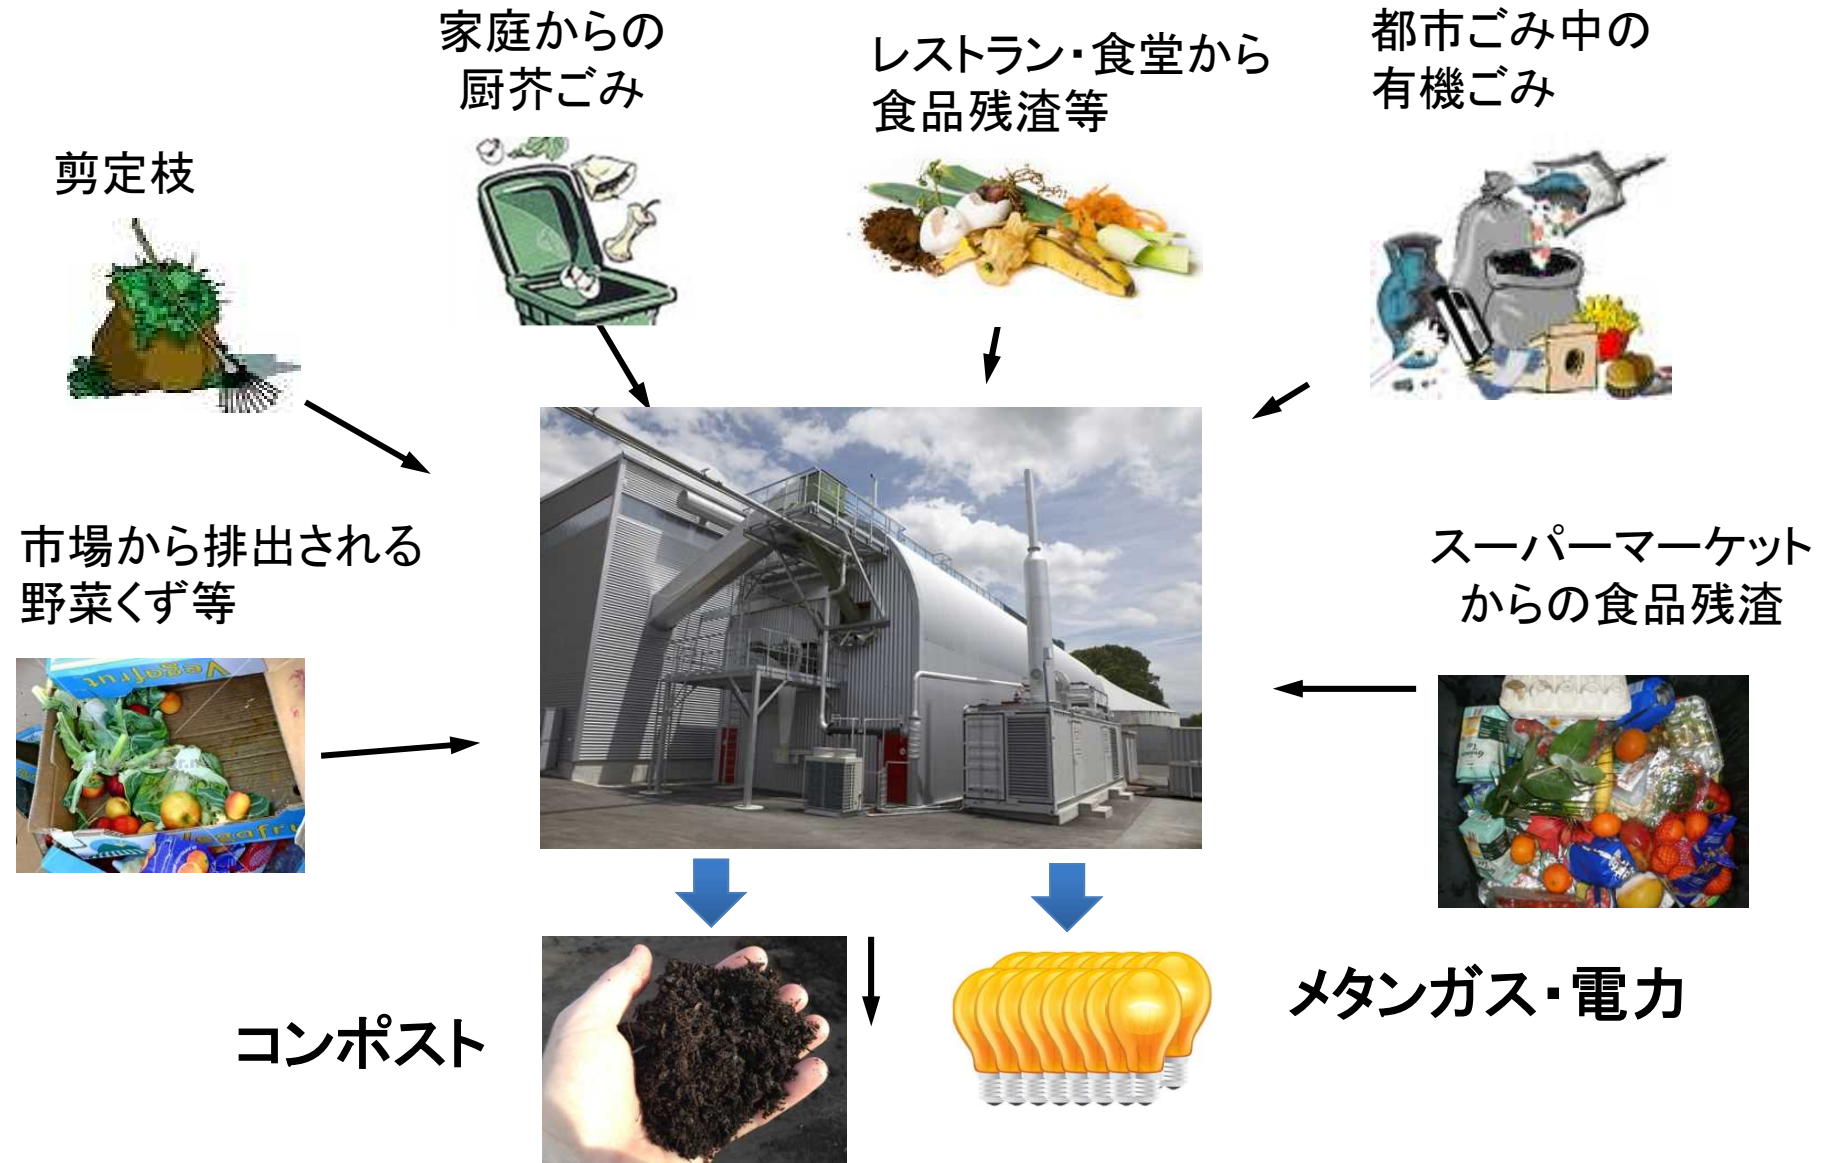 家庭からの
厨芥ごみ
レストラン・食堂から
食品残渣等
都市ごみ中の
有機ごみ
剪定枝
市場から排出される
野菜くず等
スーパーマーケット
からの食品残渣
Vegafrut
コンポスト
メタンガス・電力